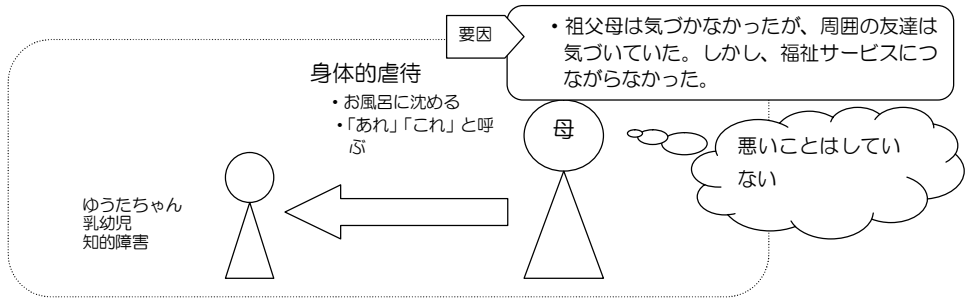 要因
・祖父母は気づかなかったが、周囲の友達は
気づいていた。しかし、福祉サービスにつ
ながらなかった。
身体的虐待
・お風呂に沈める
・「あれ」「これ」と呼
ぶ
母
悪いことはしてい
ない
ゆうたちゃん
乳幼児
知的障害